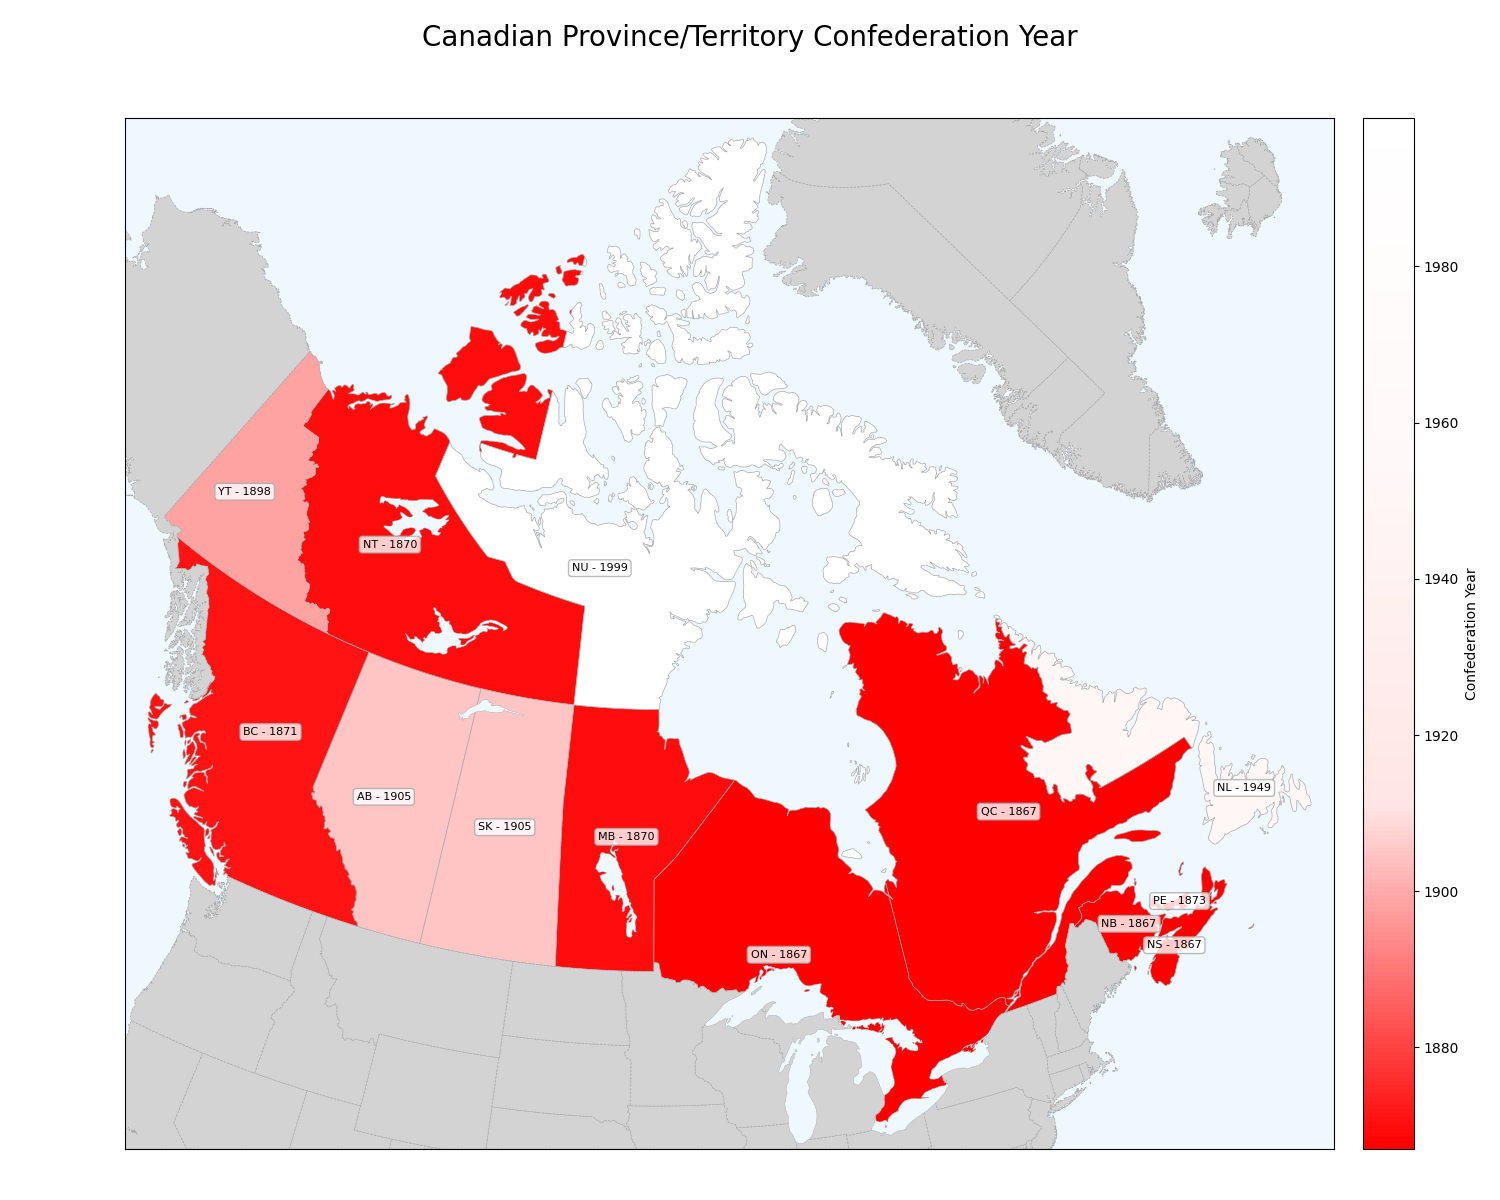 Canadian Province/Territory Confederation Year
YT - 1898
NT - 1870
NU - 1999
BC - 1871
AB - 1905
SK - 1905
MB - 1870
ON - 1867
QC - 1867
NL - 1949
PE - 1873
NB - 1867
NS - 1867
1980
1960
1940
1920
1900
1880
Confederation Year